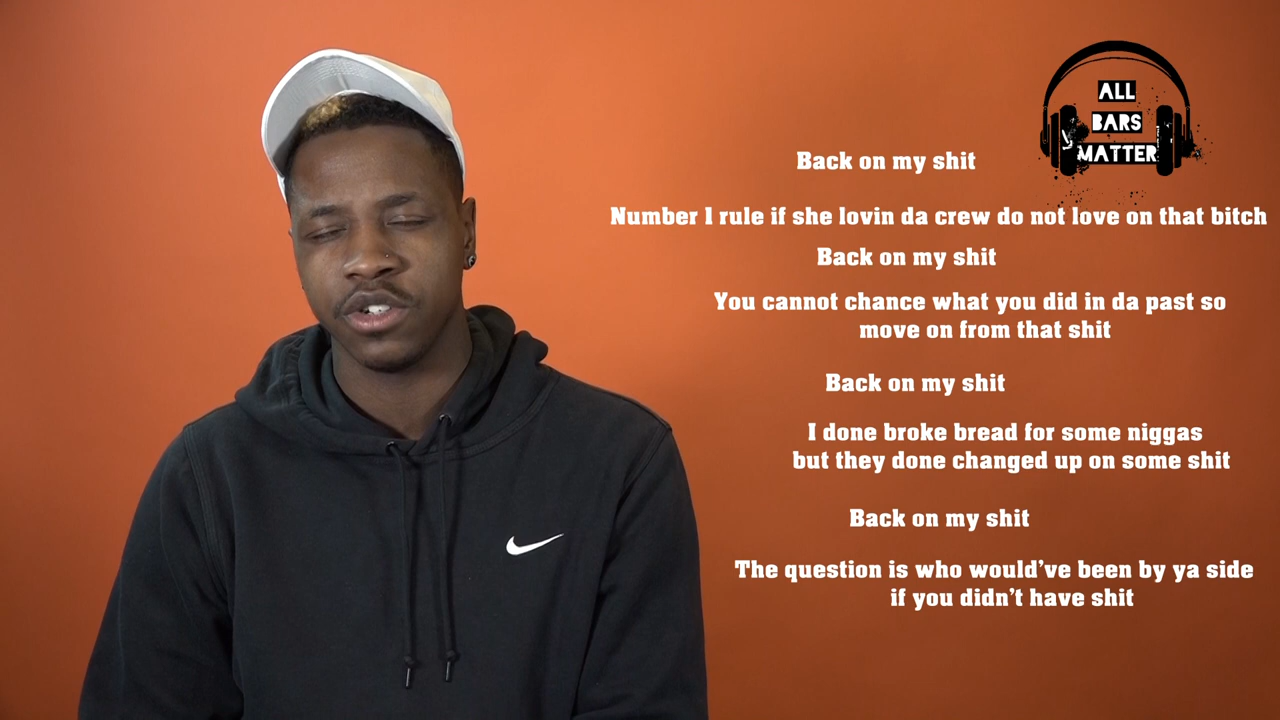 ALL
BARS
MATTER
Back on my shit
Number 1 rule if she lovin da crew do not love on that bitch
Back on my shit
You cannot chance what you did in da past so
move on from that shit
Back on my shit
I done broke bread for some niggas
but they done changed up on some shit
Back on my shit
The question is who would've been by ya side
if you didn't have shit